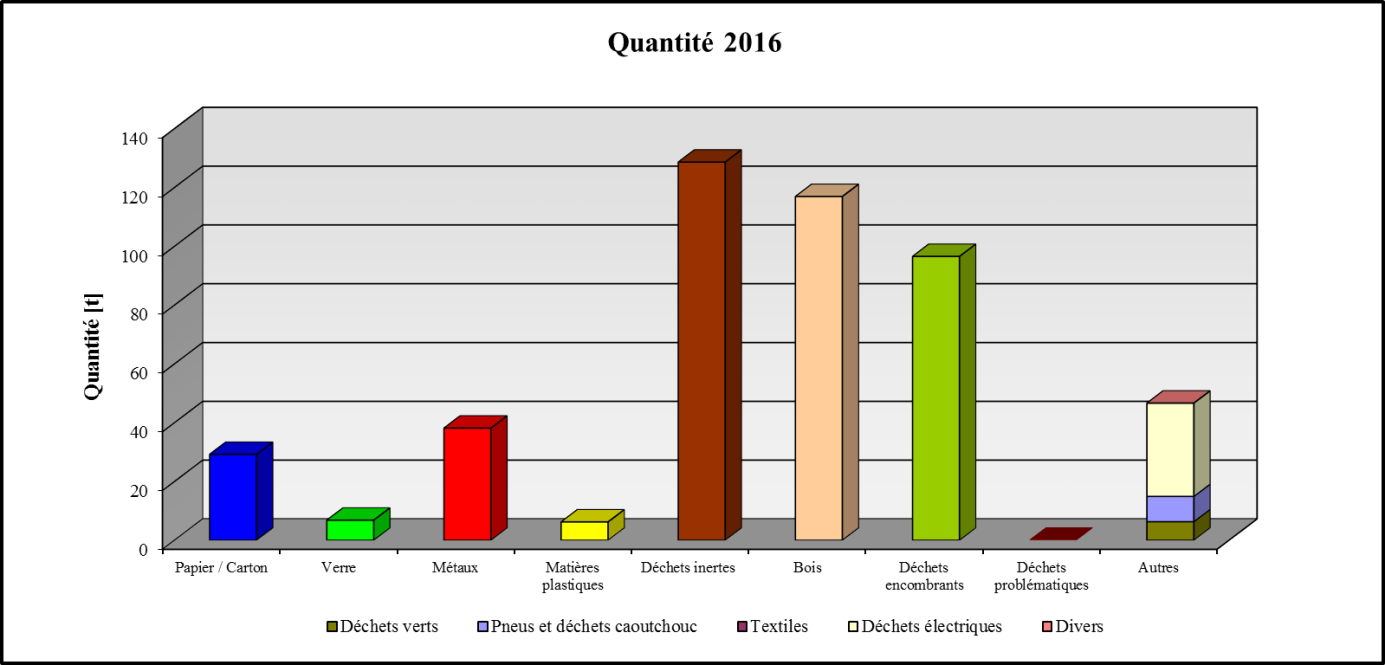 Quantité 2016
Quantité [t]
140
120
100
80
60
40
20
0
Papier / Carton
Verre
Métaux
Matières
plastiques
Déchets inertes
Bois
Déchets
encombrants
Déchets
problématiques
Autres
Déchets verts
Pneus et déchets caoutchouc
Textiles
Déchets électriques
Divers